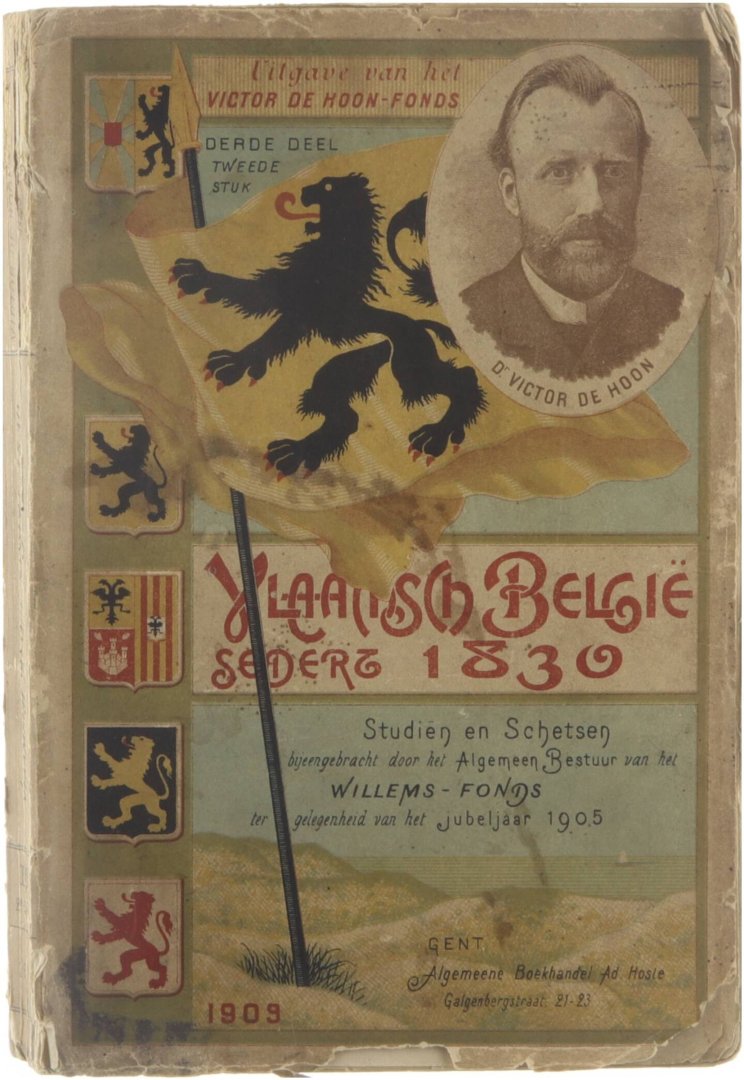 Uitgave van het
VICTOR DE HOON-FONDS
DERDE DEEL
TWEEDE
STUK
Dr VICTOR DE HOON
VLAAMSCH BELGIË
SEDERT 1830
Studiën en Schetsen
bijeengebracht door het Algemeen Bestuur van het
WILLEMS-FONDS
ter gelegenheid van het jubeljaar 1905
GENT
Algemeene Boekhandel Ad. Hoste
Galgenbergstraat. 21-23
1909